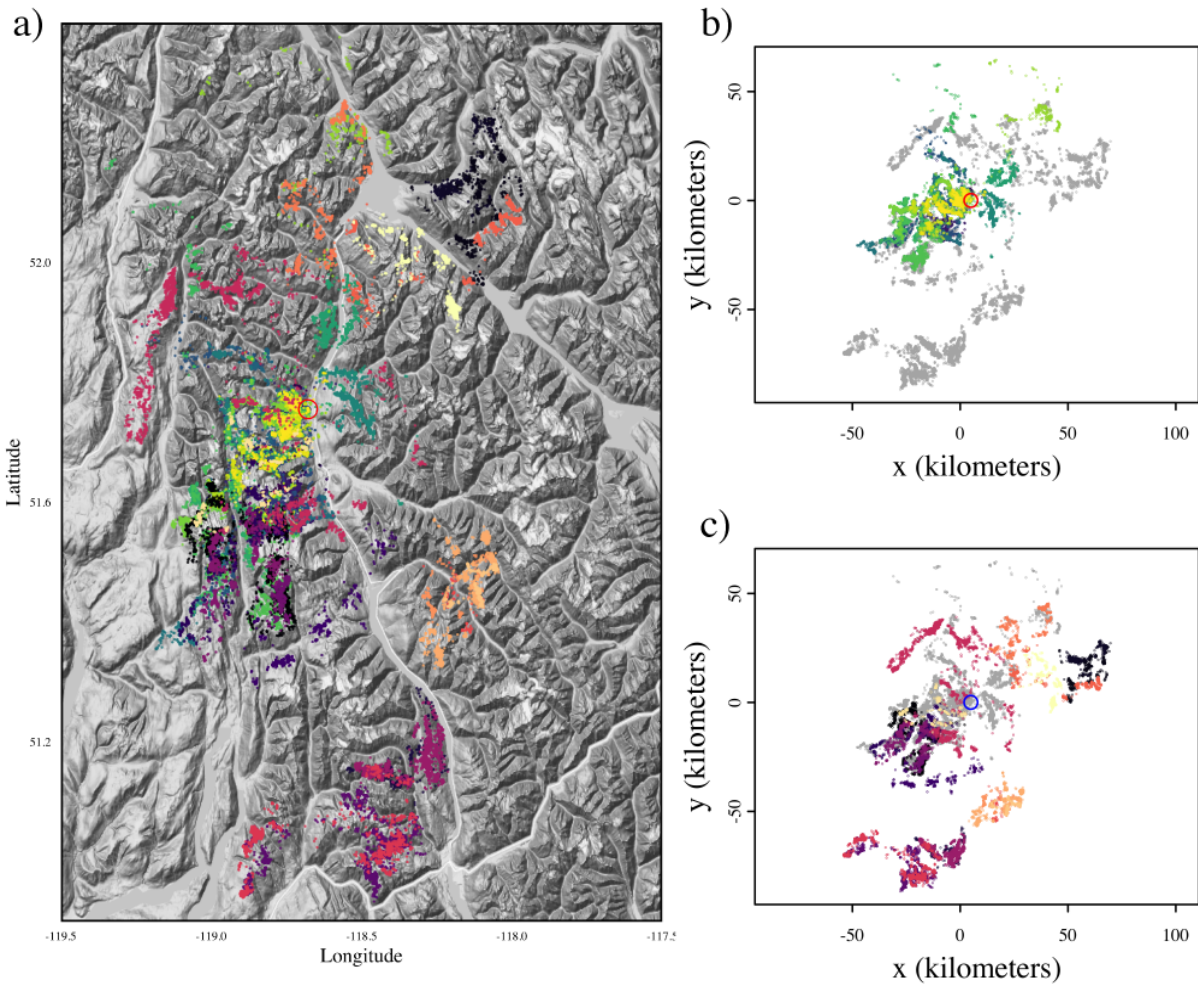 a)
52.0
51.6
51.2
Latitude
-119.5 -119.0 -118.5 -118.0 -117.5
Longitude
b)
50
0
-50
y (kilometers)
-50 0 50 100
x (kilometers)
c)
50
0
-50
y (kilometers)
-50 0 50 100
x (kilometers)